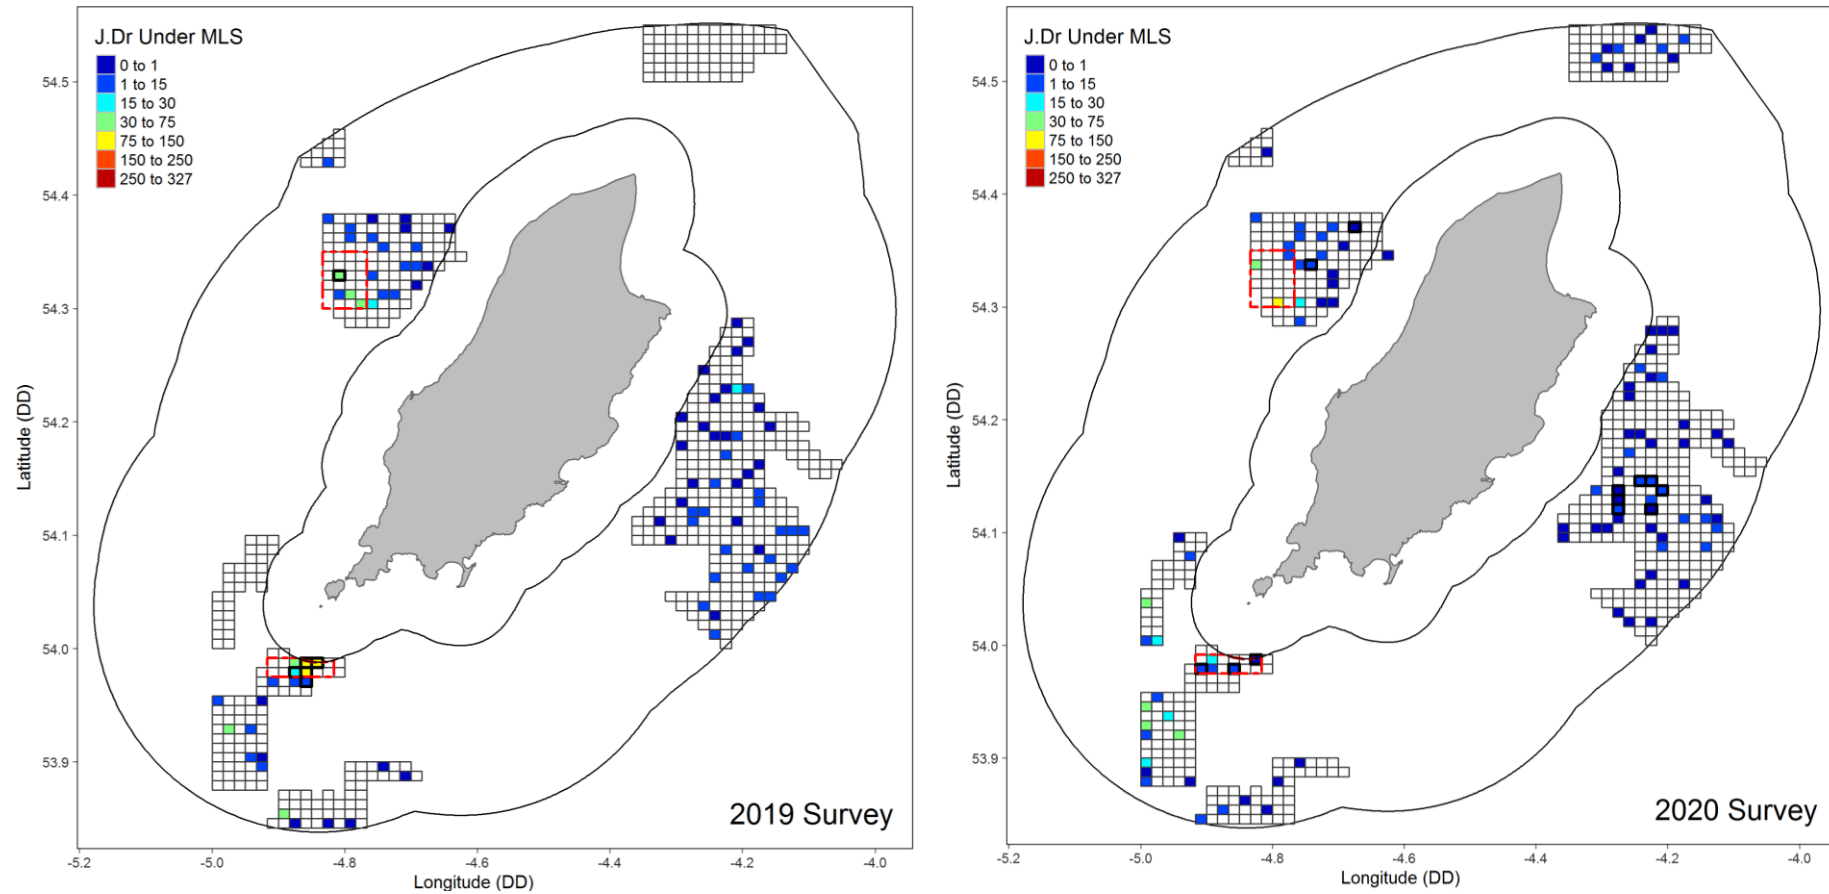 J.Dr Under MLS
0 to 1
1 to 15
15 to 30
30 to 75
75 to 150
150 to 250
250 to 327
54.5
54.4
54.3
54.2
54.1
54.0
53.9
Latitude (DD)
2019 Survey
-5.2
-5.0
-4.8
-4.6
-4.4
-4.2
-4.0
Longitude (DD)
J.Dr Under MLS
0 to 1
1 to 15
15 to 30
30 to 75
75 to 150
150 to 250
250 to 327
54.5
54.4
54.3
54.2
54.1
54.0
53.9
Latitude (DD)
2020 Survey
-5.2
-5.0
-4.8
-4.6
-4.4
-4.2
-4.0
Longitude (DD)